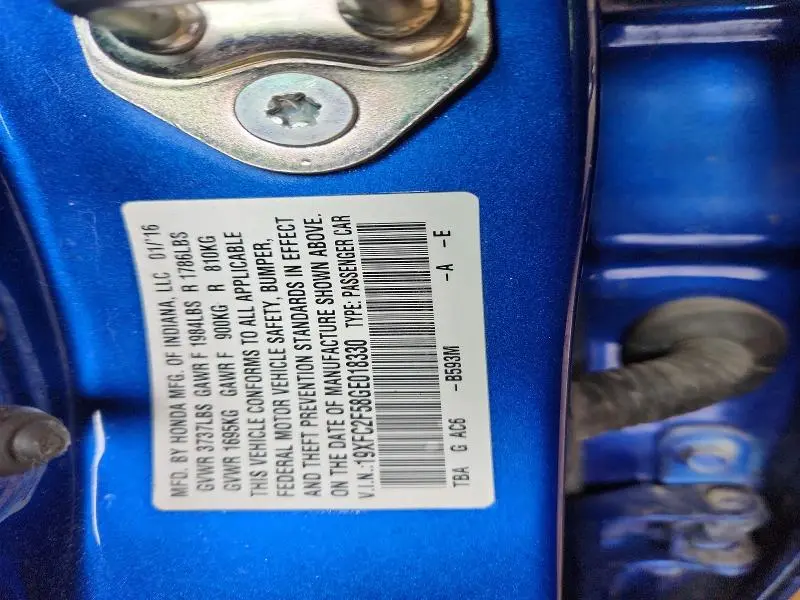 MFD. BY HONDA MFG. OF INDIANA, LLC 01/16
GVWR 3737LBS GAWR F 1984LBS R 1786LBS
GVWR 1695KG GAWR F 900KG R 810KG
THIS VEHICLE CONFORMS TO ALL APPLICABLE
FEDERAL MOTOR VEHICLE SAFETY, BUMPER,
AND THEFT PREVENTION STANDARDS IN EFFECT
ON THE DATE OF MANUFACTURE SHOWN ABOVE.
V.I.N.:19XFC2F58GE018330 TYPE: PASSENGER CAR
TBA G AC6 -B593M -A -E